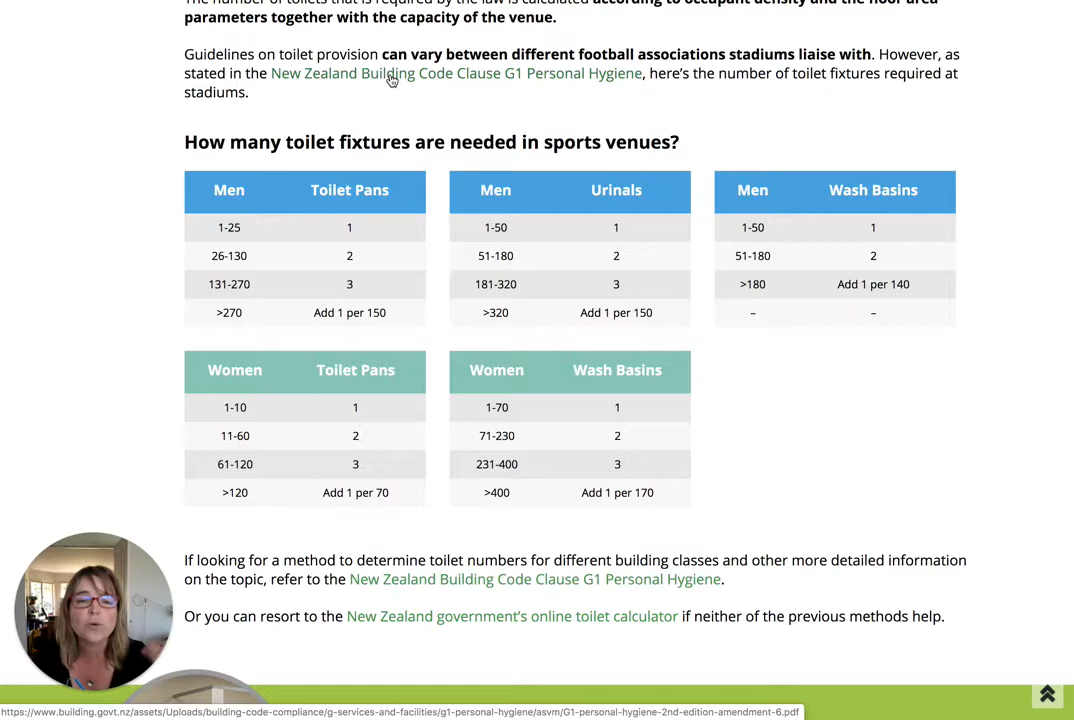 The number of toilets that is required by the law is calculated according to occupant density and the floor area
parameters together with the capacity of the venue.
Guidelines on toilet provision can vary between different football associations stadiums liaise with. However, as
stated in the New Zealand Building Code Clause G1 Personal Hygiene, here's the number of toilet fixtures required at
stadiums.
How many toilet fixtures are needed in sports venues?
Men Toilet Pans
1-25 1
26-130 2
131-270 3
>270 Add 1 per 150
Men Urinals
1-50 1
51-180 2
181-320 3
>320 Add 1 per 150
Men Wash Basins
1-50 1
51-180 2
>180 Add 1 per 140
– –
Women Toilet Pans
1-10 1
11-60 2
61-120 3
>120 Add 1 per 70
Women Wash Basins
1-70 1
71-230 2
231-400 3
>400 Add 1 per 170
If looking for a method to determine toilet numbers for different building classes and other more detailed information
on the topic, refer to the New Zealand Building Code Clause G1 Personal Hygiene.
Or you can resort to the New Zealand government's online toilet calculator if neither of the previous methods help.
https://www.building.govt.nz/assets/Uploads/building-code-compliance/g-services-and-facilities/g1-personal-hygiene/asvm/G1-personal-hygiene-2nd-edition-amendment-6.pdf